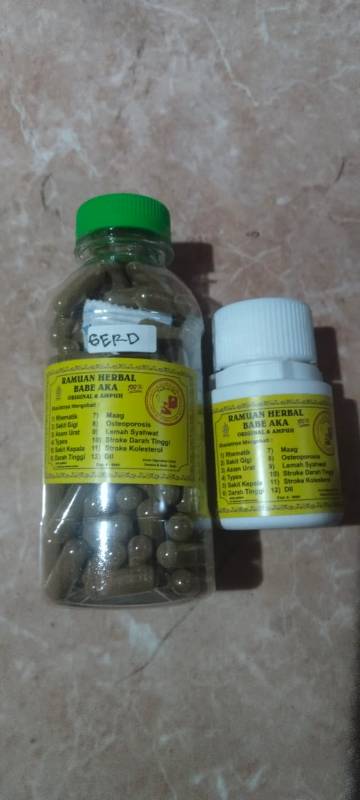 GERD
RAMUAN HERBAL
BABE AKA
ORIGINAL & AMPUH
Khasiatnya Mengobati :
1) Rhematik 7) Maag
2) Sakit Gigi 8) Osteoporosis
3) Asam Urat 9) Lemah Syahwat
4) Types 10) Stroke Darah Tinggi
5) Sakit Kepala 11) Stroke Kolesterol
6) Darah Tinggi 12) Dll
RAMUAN HERBAL
BABE AKA
ORIGINAL & AMPUH
Khasiatnya Mengobati :
1) Rhematik 7) Maag
2) Sakit Gigi 8) Osteoporosis
3) Asam Urat 9) Lemah Syahwat
4) Types 10) Stroke Darah Tinggi
5) Sakit Kepala 11) Stroke Kolesterol
6) Darah Tinggi 12) Dll